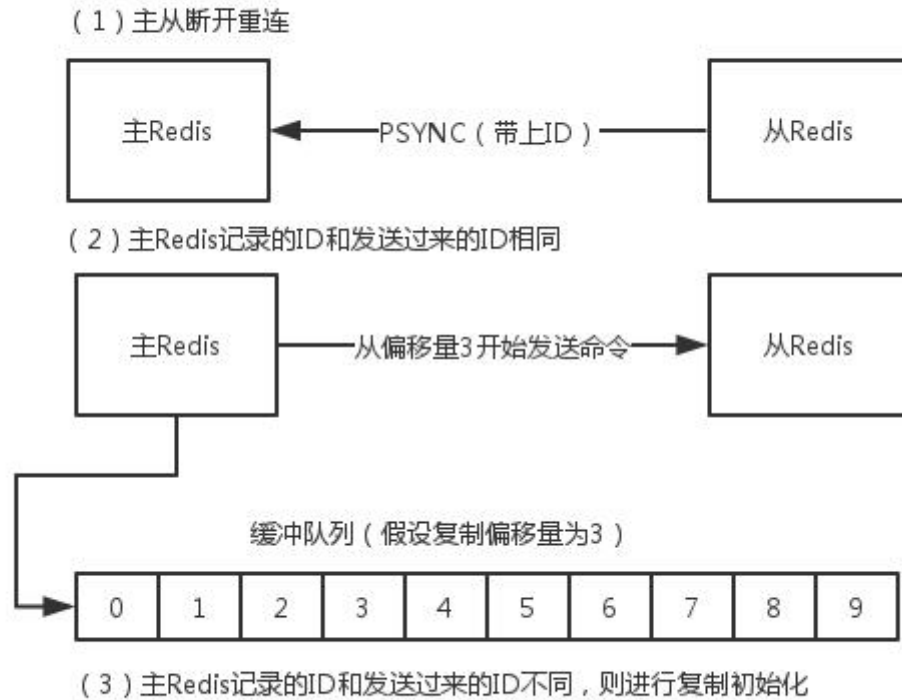 （1）主从断开重连
主Redis
PSYNC（带上ID）
从Redis
（2）主Redis记录的ID和发送过来的ID相同
主Redis
从偏移量3开始发送命令
从Redis
缓冲队列（假设复制偏移量为3）
0 1 2 3 4 5 6 7 8 9
（3）主Redis记录的ID和发送过来的ID不同，则进行复制初始化